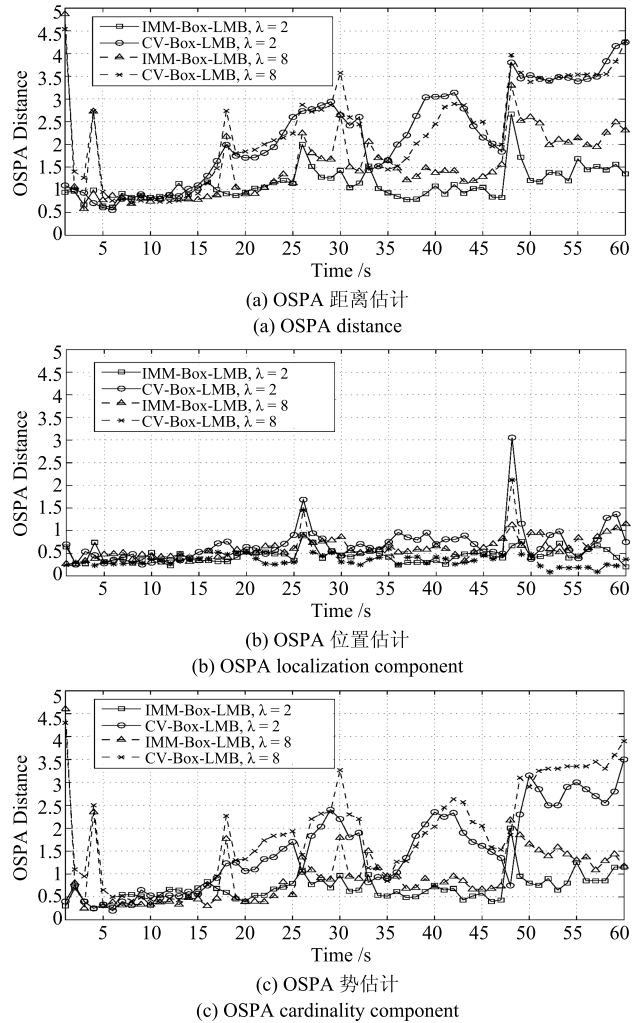 5
4.5
4
3.5
3
2.5
2
1.5
1
0.5
0
OSPA Distance
IMM-Box-LMB, λ = 2
CV-Box-LMB, λ = 2
IMM-Box-LMB, λ = 8
CV-Box-LMB, λ = 8
5 10 15 20 25 30 35 40 45 50 55 60
Time /s
(a) OSPA 距离估计
(a) OSPA distance
5
4.5
4
3.5
3
2.5
2
1.5
1
0.5
0
OSPA Distance
IMM-Box-LMB, λ = 2
CV-Box-LMB, λ = 2
IMM-Box-LMB, λ = 8
CV-Box-LMB, λ = 8
5 10 15 20 25 30 35 40 45 50 55 60
Time /s
(b) OSPA 位置估计
(b) OSPA localization component
5
4.5
4
3.5
3
2.5
2
1.5
1
0.5
0
OSPA Distance
IMM-Box-LMB, λ = 2
CV-Box-LMB, λ = 2
IMM-Box-LMB, λ = 8
CV-Box-LMB, λ = 8
5 10 15 20 25 30 35 40 45 50 55 60
Time /s
(c) OSPA 势估计
(c) OSPA cardinality component